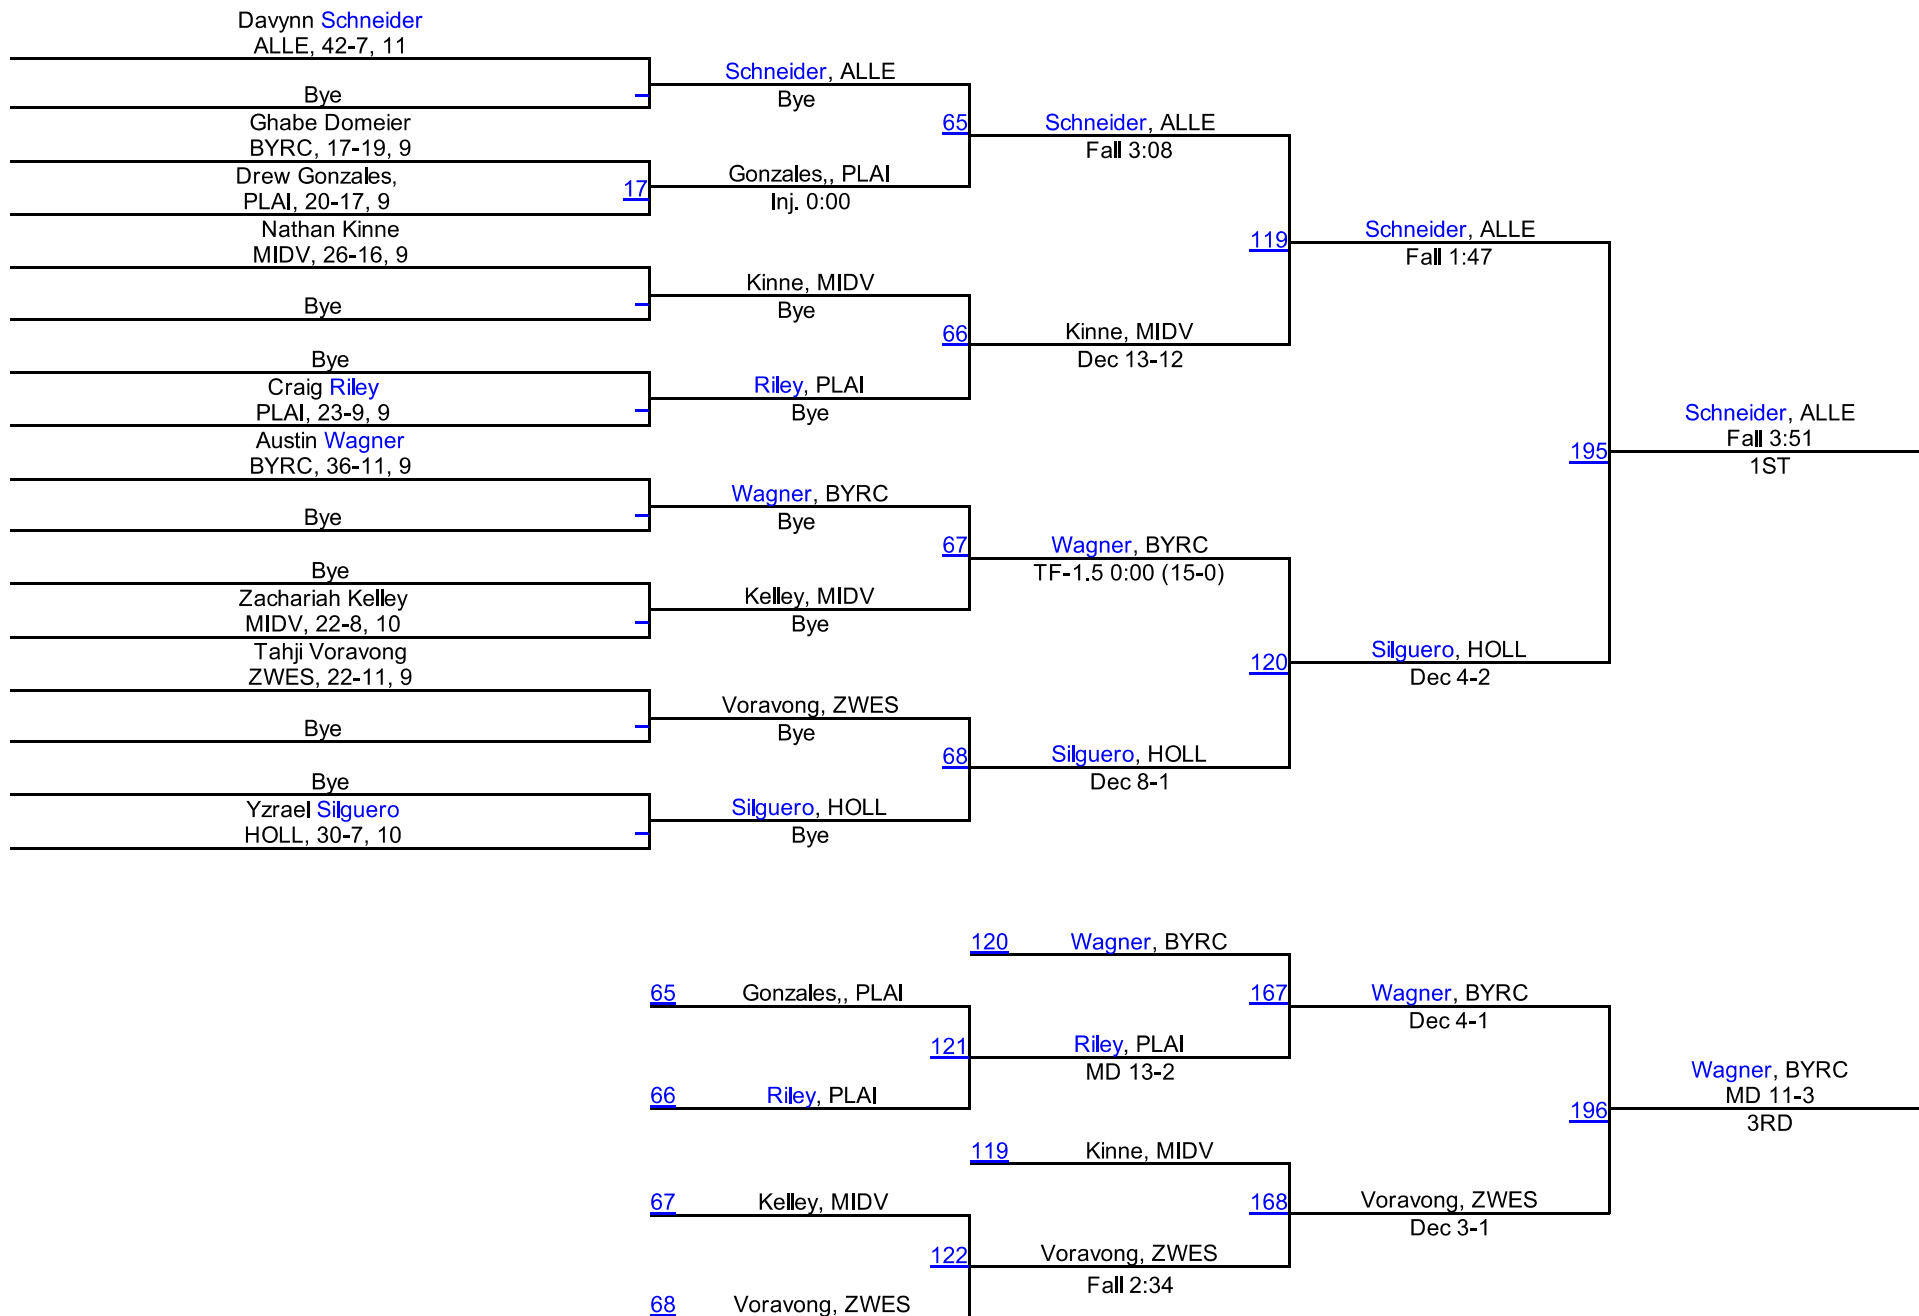 Davynn Schneider
ALLE, 42-7, 11
Bye
Ghabe Domeier
BYRC, 17-19, 9
Drew Gonzales,
PLAI, 20-17, 9
17
Nathan Kinne
MIDV, 26-16, 9
Bye
Bye
Craig Riley
PLAI, 23-9, 9
Austin Wagner
BYRC, 36-11, 9
Bye
Bye
Zachariah Kelley
MIDV, 22-8, 10
Tahji Voravong
ZWES, 22-11, 9
Bye
Bye
Yzrael Silguero
HOLL, 30-7, 10
Schneider, ALLE
Bye
65
Gonzales,, PLAI
Inj. 0:00
Kinne, MIDV
Bye
66
Riley, PLAI
Bye
Wagner, BYRC
Bye
67
Kelley, MIDV
Bye
Voravong, ZWES
Bye
68
Silguero, HOLL
Bye
Schneider, ALLE
Fall 3:08
119
Kinne, MIDV
Dec 13-12
Wagner, BYRC
TF-1.5 0:00 (15-0)
120
Silguero, HOLL
Dec 8-1
Schneider, ALLE
Fall 1:47
195
Silguero, HOLL
Dec 4-2
Schneider, ALLE
Fall 3:51
1ST
65 Gonzales,, PLAI
121
66 Riley, PLAI
67 Kelley, MIDV
122
68 Voravong, ZWES
120 Wagner, BYRC
167
Riley, PLAI
MD 13-2
119 Kinne, MIDV
168
Voravong, ZWES
Fall 2:34
Wagner, BYRC
Dec 4-1
196
Voravong, ZWES
Dec 3-1
Wagner, BYRC
MD 11-3
3RD